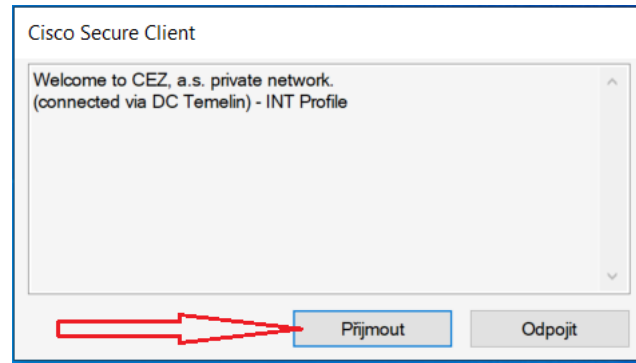 Cisco Secure Client
Welcome to CEZ, a.s. private network.
(connected via DC Temelin) - INT Profile
Přijmout
Odpojit